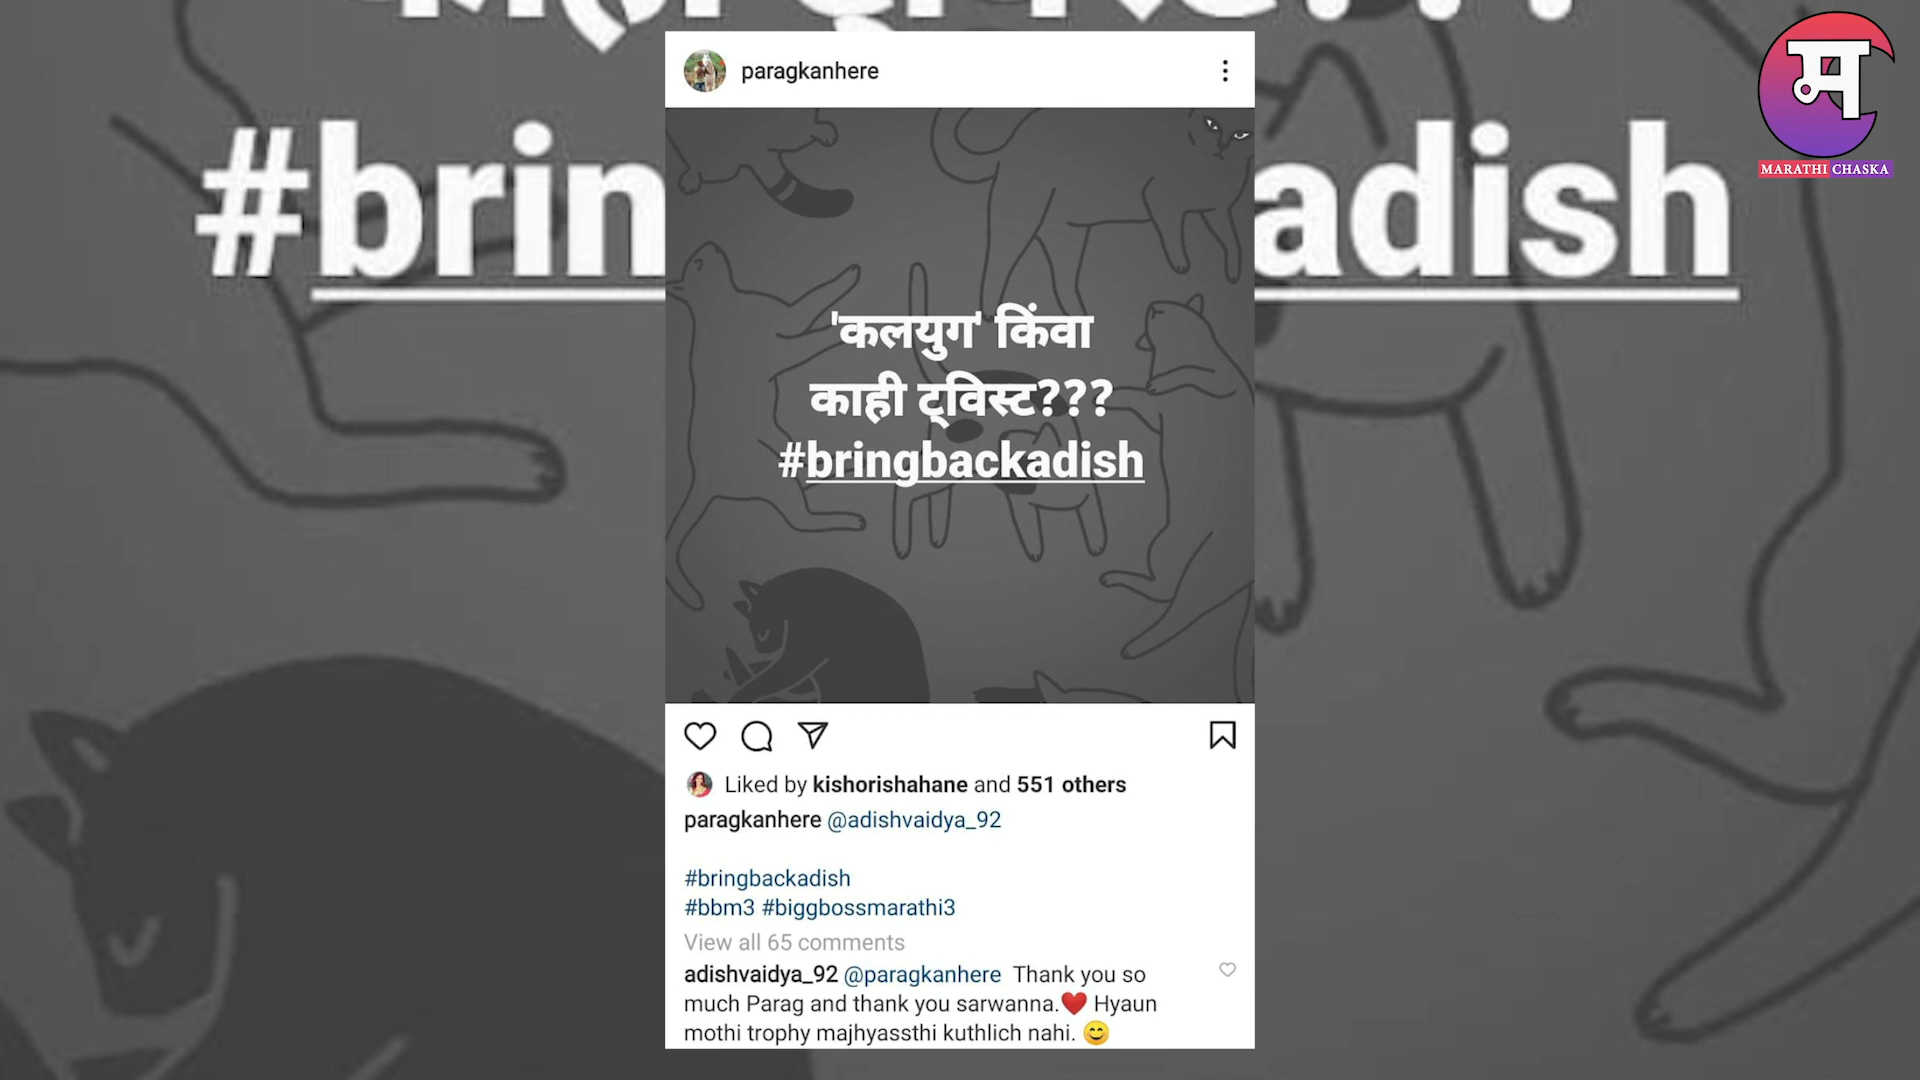 paragkanhere
म
MARATHI CHASKA
#brin
adish
'कलयुग' किंवा
काही ट्विस्ट???
#bringbackadish
Liked by kishorishahane and 551 others
paragkanhere @adishvaidya_92
#bringbackadish
#bbm3 #biggbossmarathi3
View all 65 comments
adishvaidya_92 @paragkanhere Thank you so
much Parag and thank you sarwanna.❤️ Hyaun
mothi trophy majhyassthi kuthlich nahi. 😊